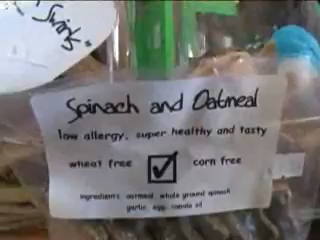 Swirly"
Spinach and Oatmeal
low allergy, super healthy and tasty
wheat free ☑ corn free
ingredients: oatmeal, whole ground spinach
garlic, egg, canola oil